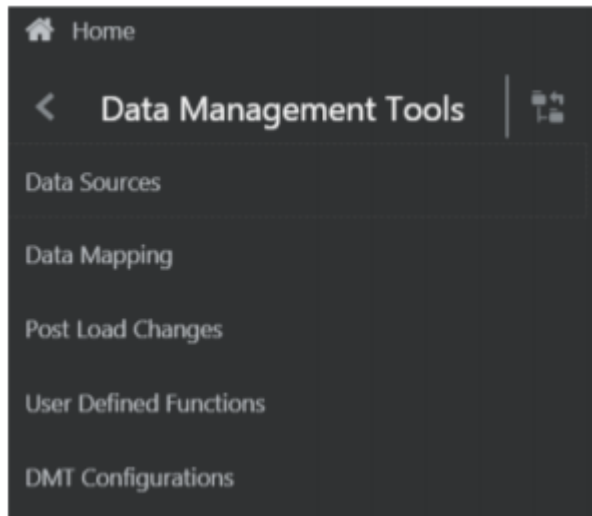 Home
Data Management Tools
Data Sources
Data Mapping
Post Load Changes
User Defined Functions
DMT Configurations